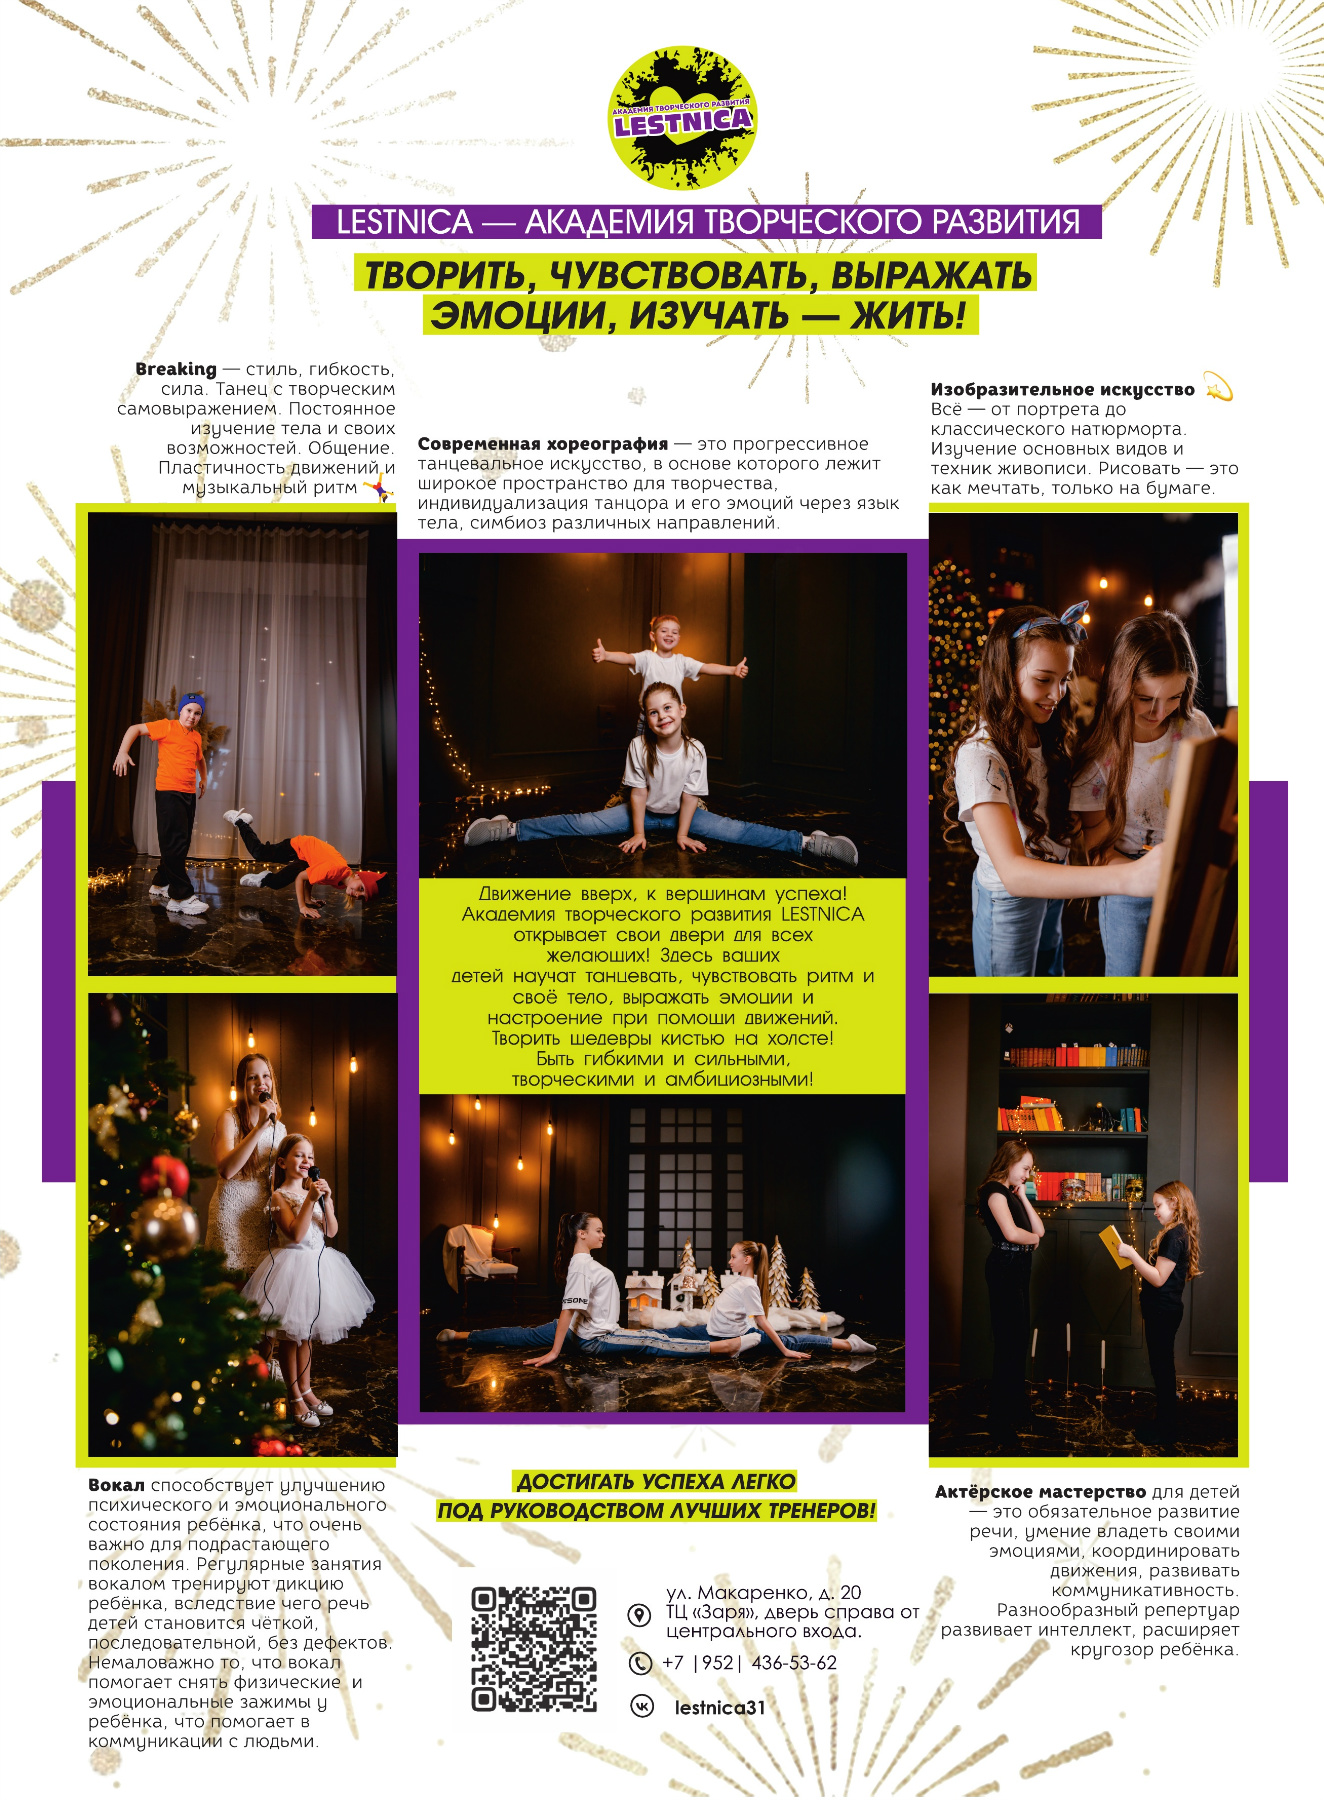 АКАДЕМИЯ ТВОРЧЕСКОГО РАЗВИТИЯ
LESTNICA
LESTNICA — АКАДЕМИЯ ТВОРЧЕСКОГО РАЗВИТИЯ
ТВОРИТЬ, ЧУВСТВОВАТЬ, ВЫРАЖАТЬ
ЭМОЦИИ, ИЗУЧАТЬ — ЖИТЬ!
Breaking — стиль, гибкость,
сила. Танец с творческим
самовыражением. Постоянное
изучение тела и своих
возможностей. Общение.
Пластичность движений и
музыкальный ритм
Современная хореография — это прогрессивное
танцевальное искусство, в основе которого лежит
широкое пространство для творчества,
индивидуализация танцора и его эмоций через язык
тела, симбиоз различных направлений.
Изобразительное искусство
Всё — от портрета до
классического натюрморта.
Изучение основных видов и
техник живописи. Рисовать — это
как мечтать, только на бумаге.
Движение вверх, к вершинам успеха!
Академия творческого развития LESTNICA
открывает свои двери для всех
желающих! Здесь ваших
детей научат танцевать, чувствовать ритм и
своё тело, выражать эмоции и
настроение при помощи движений.
Творить шедевры кистью на холсте!
Быть гибкими и сильными,
творческими и амбициозными!
Вокал способствует улучшению
психического и эмоционального
состояния ребёнка, что очень
важно для подрастающего
поколения. Регулярные занятия
вокалом тренируют дикцию
ребёнка, вследствие чего речь
детей становится чёткой,
последовательной, без дефектов.
Немаловажно то, что вокал
помогает снять физические и
эмоциональные зажимы у
ребёнка, что помогает в
коммуникации с людьми.
ДОСТИГАТЬ УСПЕХА ЛЕГКО
ПОД РУКОВОДСТВОМ ЛУЧШИХ ТРЕНЕРОВ!
ул. Макаренко, д. 20
ТЦ «Заря», дверь справа от
центрального входа.
+7 |952| 436-53-62
lestnica31
Актёрское мастерство для детей
— это обязательное развитие
речи, умение владеть своими
эмоциями, координировать
движения, развивать
коммуникативность.
Разнообразный репертуар
развивает интеллект, расширяет
кругозор ребёнка.